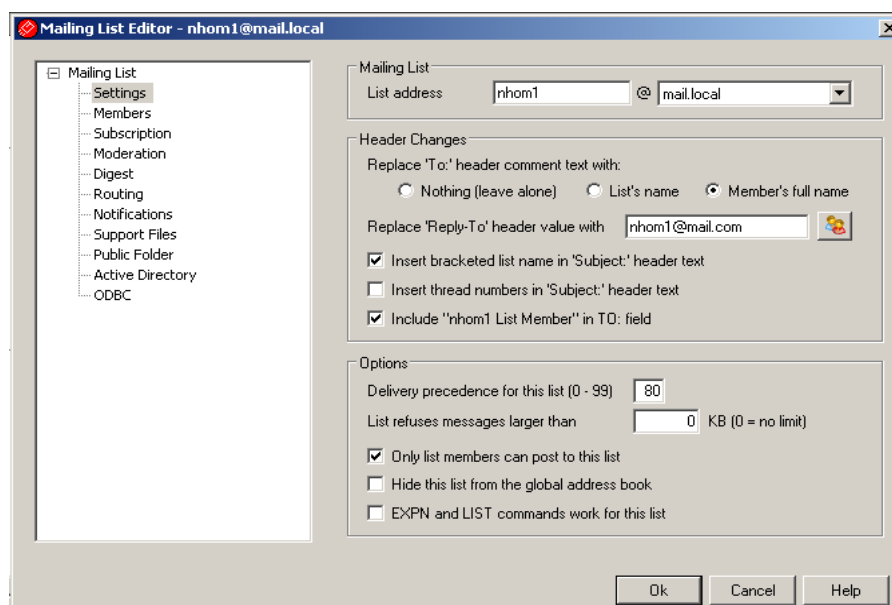 Mailing List Editor - nhom1@mail.local
Mailing List
Settings
Members
Subscription
Moderation
Digest
Routing
Notifications
Support Files
Public Folder
Active Directory
ODBC
Mailing List
List address nhom1 @ mail.local
Header Changes
Replace 'To:' header comment text with:
Nothing (leave alone) List's name Member's full name
Replace 'Reply-To' header value with nhom1@mail.com
Insert bracketed list name in 'Subject:' header text
Insert thread numbers in 'Subject:' header text
Include "nhom1 List Member" in TO: field
Options
Delivery precedence for this list (0 - 99) 80
List refuses messages larger than 0 KB (0 = no limit)
Only list members can post to this list
Hide this list from the global address book
EXPN and LIST commands work for this list
Ok Cancel Help